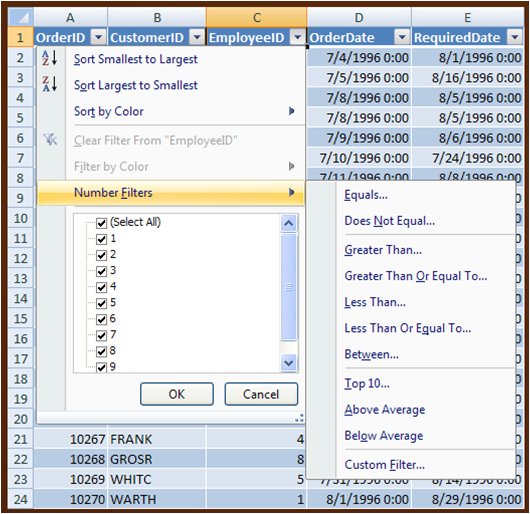 A B C D E
1 OrderID CustomerID EmployeeID OrderDate RequiredDate
2 7/4/1996 0:00 8/1/1996 0:00
3 7/5/1996 0:00 8/16/1996 0:00
4 7/8/1996 0:00 8/5/1996 0:00
5 7/8/1996 0:00 8/5/1996 0:00
6 7/9/1996 0:00 8/6/1996 0:00
7 7/10/1996 0:00 7/24/1996 0:00
8 7/11/1996 0:00 8/8/1996 0:00
9
10
11
12
13
14
15
16
17
18
19
20
A
Z
Sort Smallest to Largest
Z
A
Sort Largest to Smallest
Sort by Color
Clear Filter From "EmployeeID"
Filter by Color
Number Filters
(Select All)
1
2
3
4
5
6
7
8
9
OK Cancel
Equals...
Does Not Equal...
Greater Than...
Greater Than Or Equal To...
Less Than...
Less Than Or Equal To...
Between...
Top 10...
Above Average
Below Average
Custom Filter...
21 10267 FRANK 4
22 10268 GROSR 8
23 10269 WHITC 5 7/31/1996 0:00 8/14/1996 0:00
24 10270 WARTH 1 8/1/1996 0:00 8/29/1996 0:00